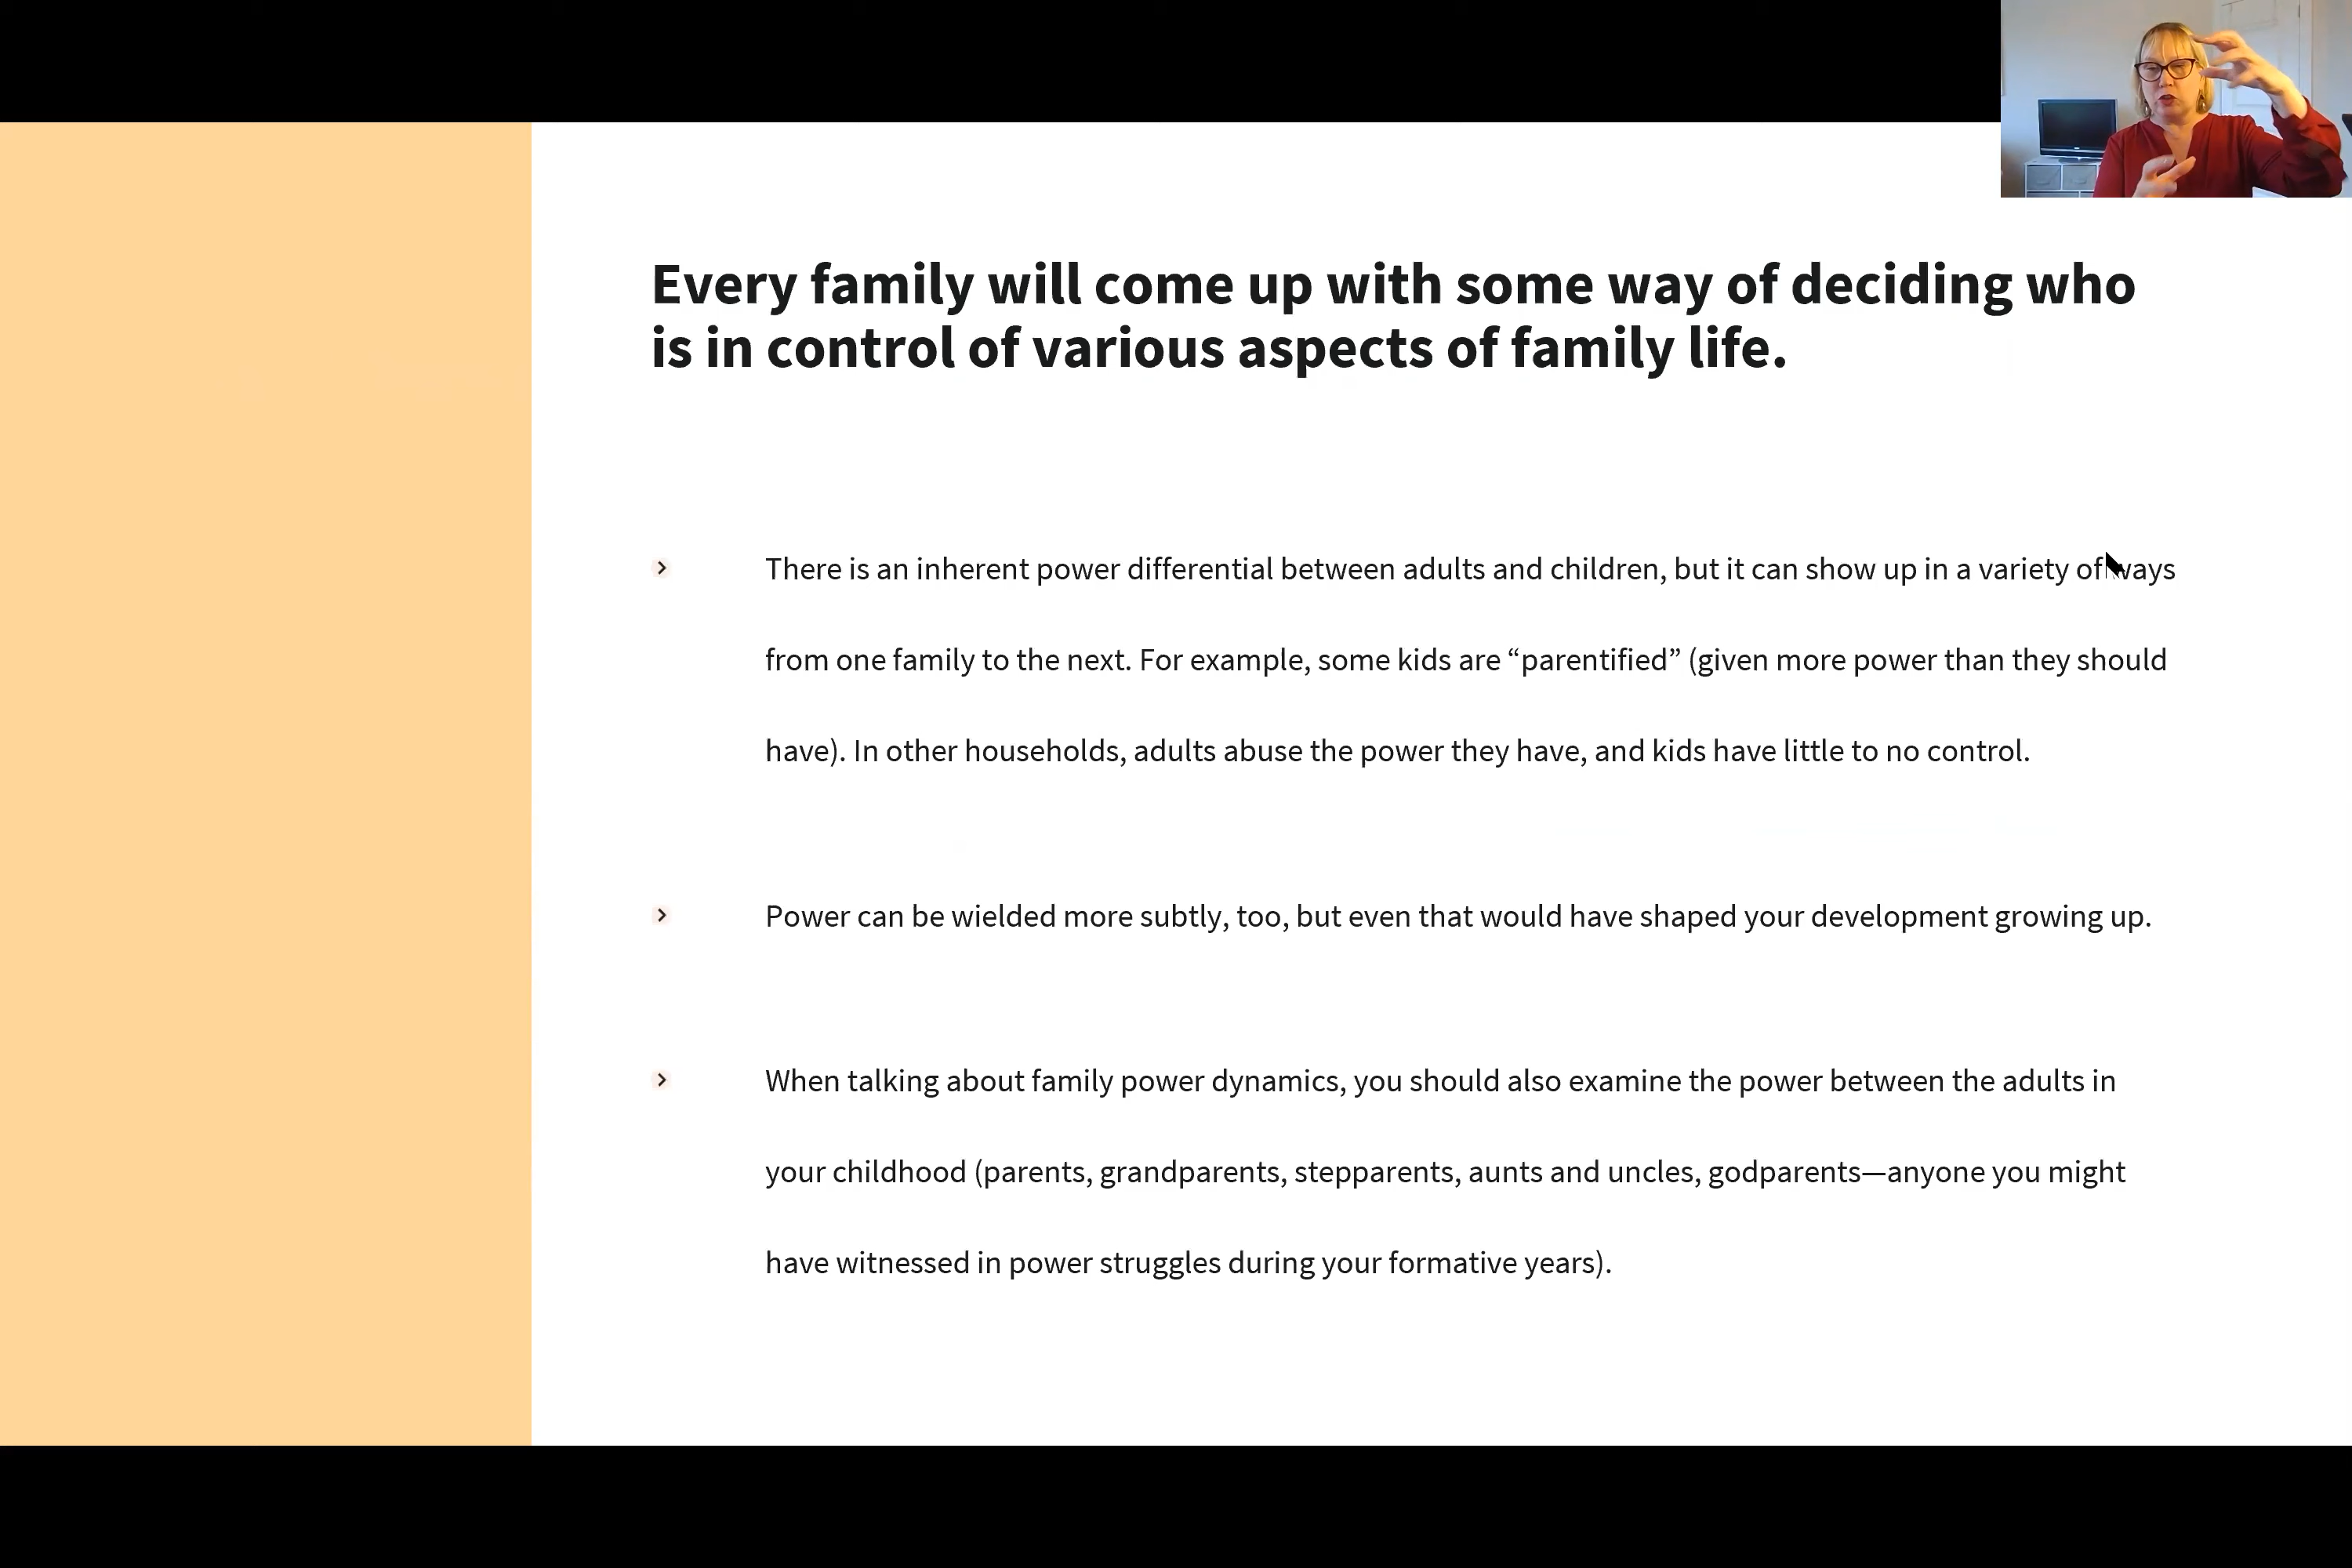 Every family will come up with some way of deciding who
is in control of various aspects of family life.
There is an inherent power differential between adults and children, but it can show up in a variety of ways
from one family to the next. For example, some kids are “parentified” (given more power than they should
have). In other households, adults abuse the power they have, and kids have little to no control.
Power can be wielded more subtly, too, but even that would have shaped your development growing up.
When talking about family power dynamics, you should also examine the power between the adults in
your childhood (parents, grandparents, stepparents, aunts and uncles, godparents—anyone you might
have witnessed in power struggles during your formative years).